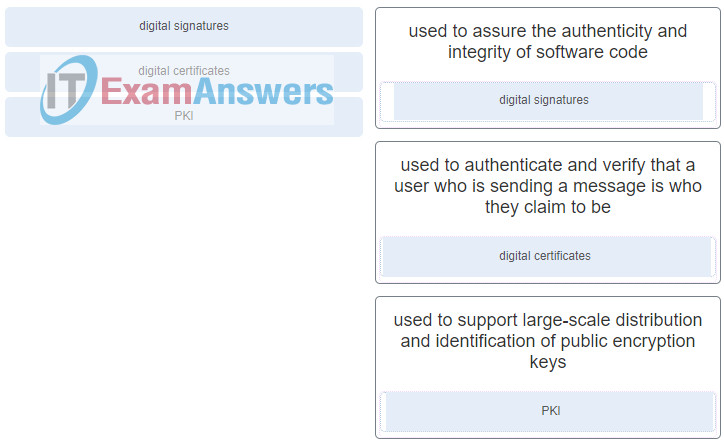 digital signatures
digital certificates
IT ExamAnswers
PKI
used to assure the authenticity and
integrity of software code
digital signatures
used to authenticate and verify that a
user who is sending a message is who
they claim to be
digital certificates
used to support large-scale distribution
and identification of public encryption
keys
PKI